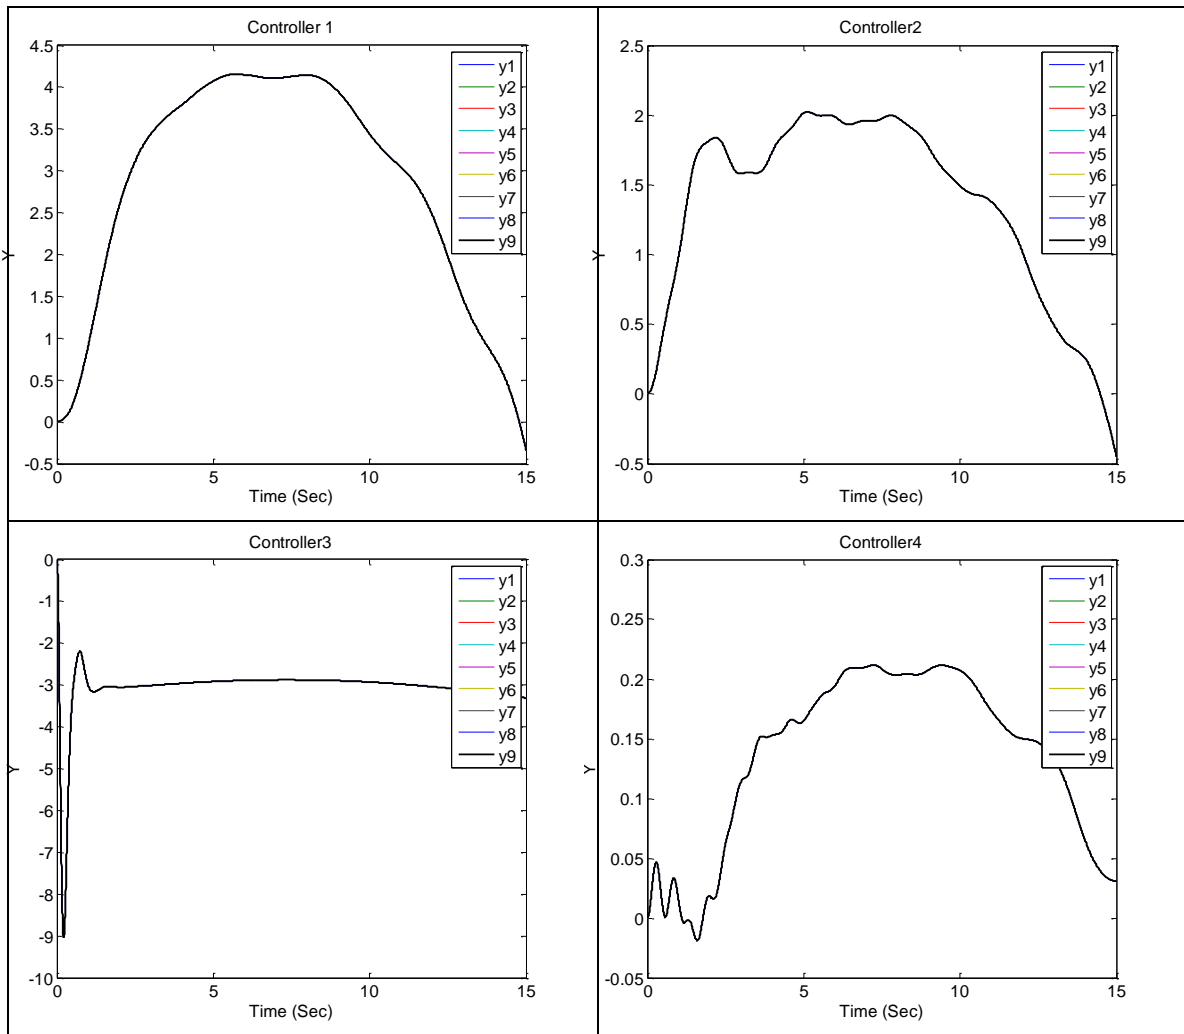 Controller 1
4.5
4
3.5
3
2.5
2
1.5
1
0.5
0
-0.5
Y
0 5 10 15
Time (Sec)
y1
y2
y3
y4
y5
y6
y7
y8
y9
Controller2
2.5
2
1.5
1
0.5
0
-0.5
Y
0 5 10 15
Time (Sec)
y1
y2
y3
y4
y5
y6
y7
y8
y9
Controller3
0
-1
-2
-3
-4
-5
-6
-7
-8
-9
-10
Y
0 5 10 15
Time (Sec)
y1
y2
y3
y4
y5
y6
y7
y8
y9
Controller4
0.3
0.25
0.2
0.15
0.1
0.05
0
-0.05
Y
0 5 10 15
Time (Sec)
y1
y2
y3
y4
y5
y6
y7
y8
y9